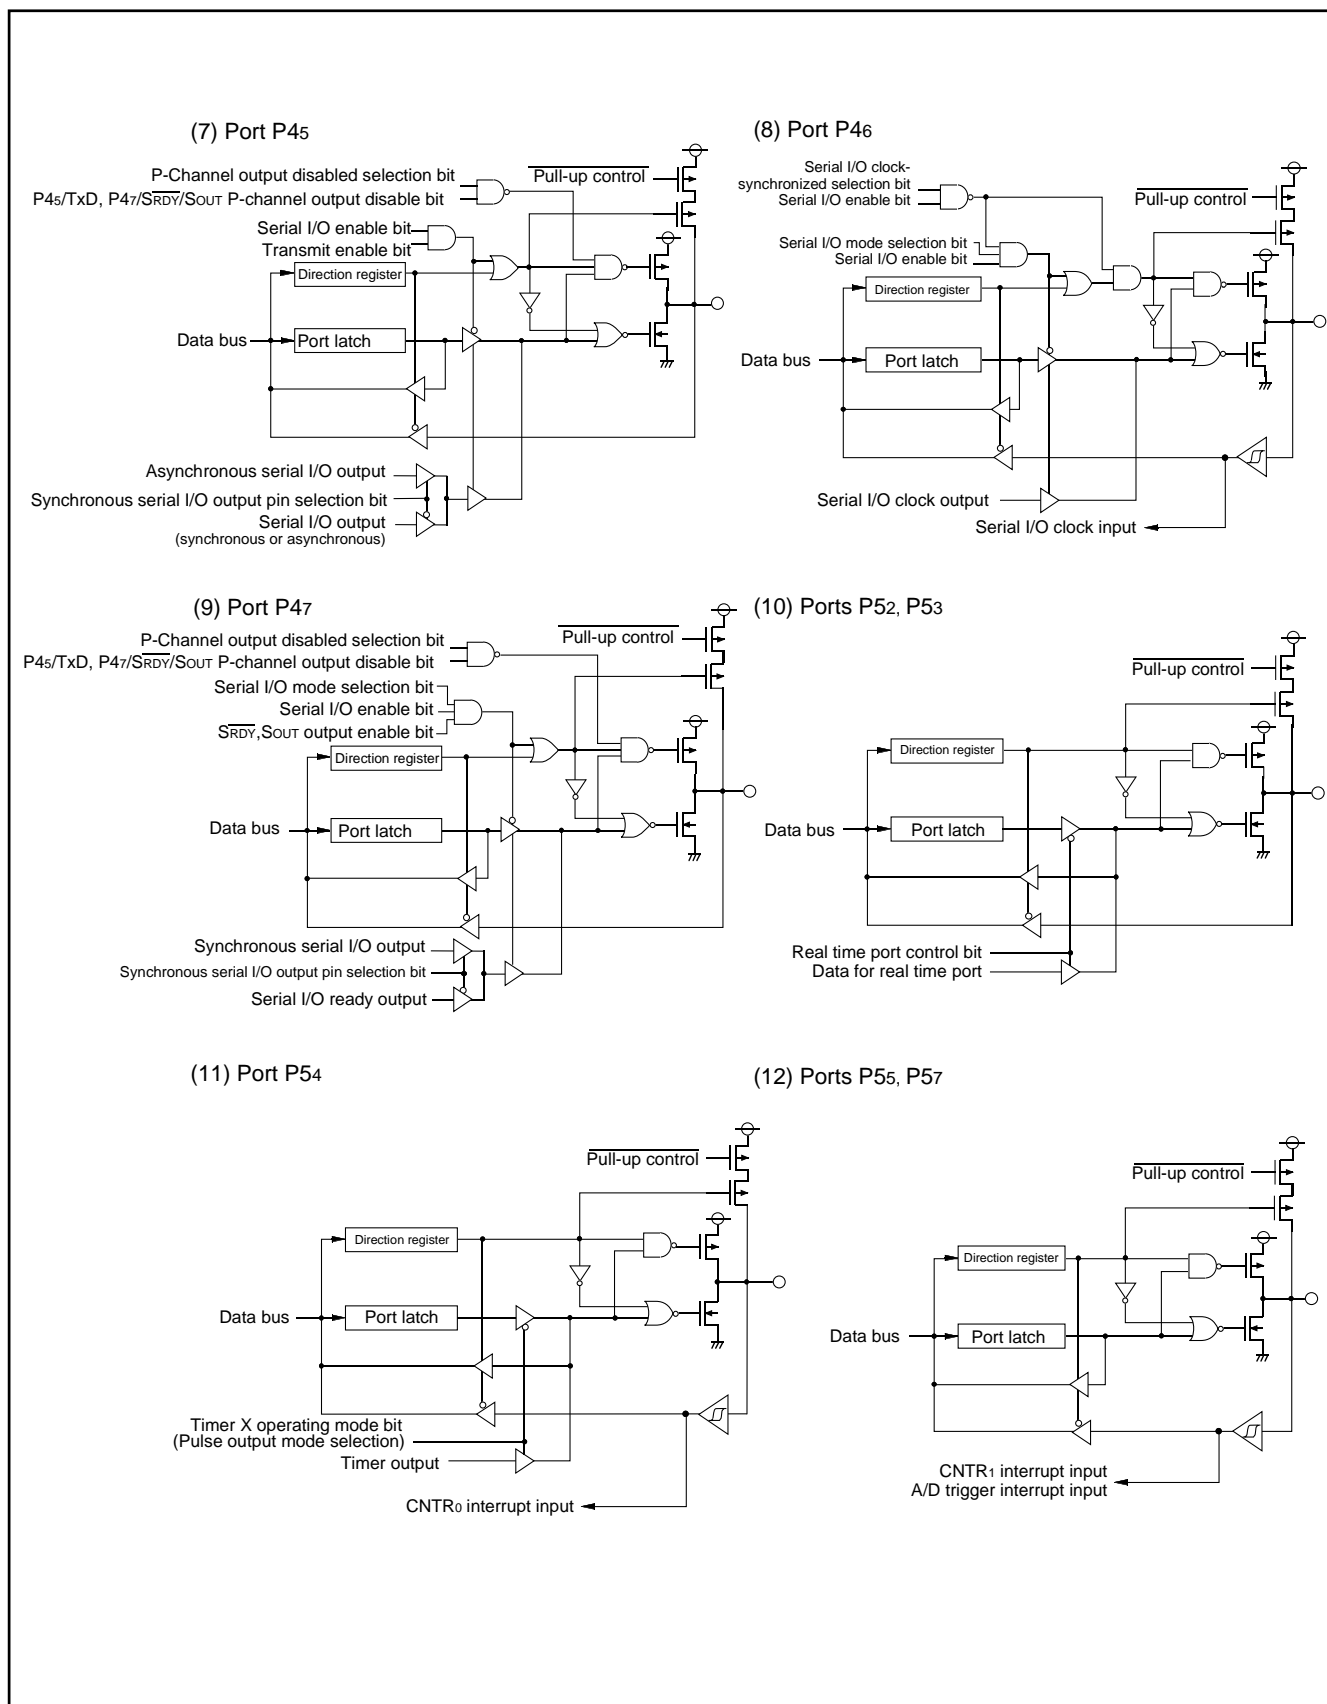 (7) Port P45
P-Channel output disabled selection bit
P45/TxD, P47/SRDY/SOUT P-channel output disable bit
Pull-up control
Serial I/O enable bit
Transmit enable bit
Direction register
Data bus
Port latch
Asynchronous serial I/O output
Synchronous serial I/O output pin selection bit
Serial I/O output
(synchronous or asynchronous)
(8) Port P46
Serial I/O clock-
synchronized selection bit
Serial I/O enable bit
Pull-up control
Serial I/O mode selection bit
Serial I/O enable bit
Direction register
Data bus
Port latch
Serial I/O clock output
Serial I/O clock input
(9) Port P47
P-Channel output disabled selection bit
P45/TxD, P47/SRDY/SOUT P-channel output disable bit
Pull-up control
Serial I/O mode selection bit
Serial I/O enable bit
SRDY,SOUT output enable bit
Direction register
Data bus
Port latch
Synchronous serial I/O output
Synchronous serial I/O output pin selection bit
Serial I/O ready output
(10) Ports P52, P53
Pull-up control
Direction register
Data bus
Port latch
Real time port control bit
Data for real time port
(11) Port P54
Pull-up control
Direction register
Data bus
Port latch
Timer X operating mode bit
(Pulse output mode selection)
Timer output
CNTR0 interrupt input
(12) Ports P55, P57
Pull-up control
Direction register
Data bus
Port latch
CNTR1 interrupt input
A/D trigger interrupt input